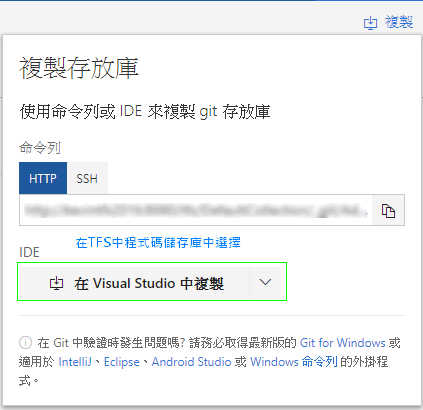 複製
複製存放庫
使用命令列或 IDE 來複製 git 存放庫
命令列
HTTP SSH
在TFS中程式碼儲存庫中選擇
IDE
在 Visual Studio 中複製
在 Git 中驗證時發生問題嗎? 請務必取得最新版的 Git for Windows 或
適用於 IntelliJ、Eclipse、Android Studio 或 Windows 命令列 的外掛程
式。